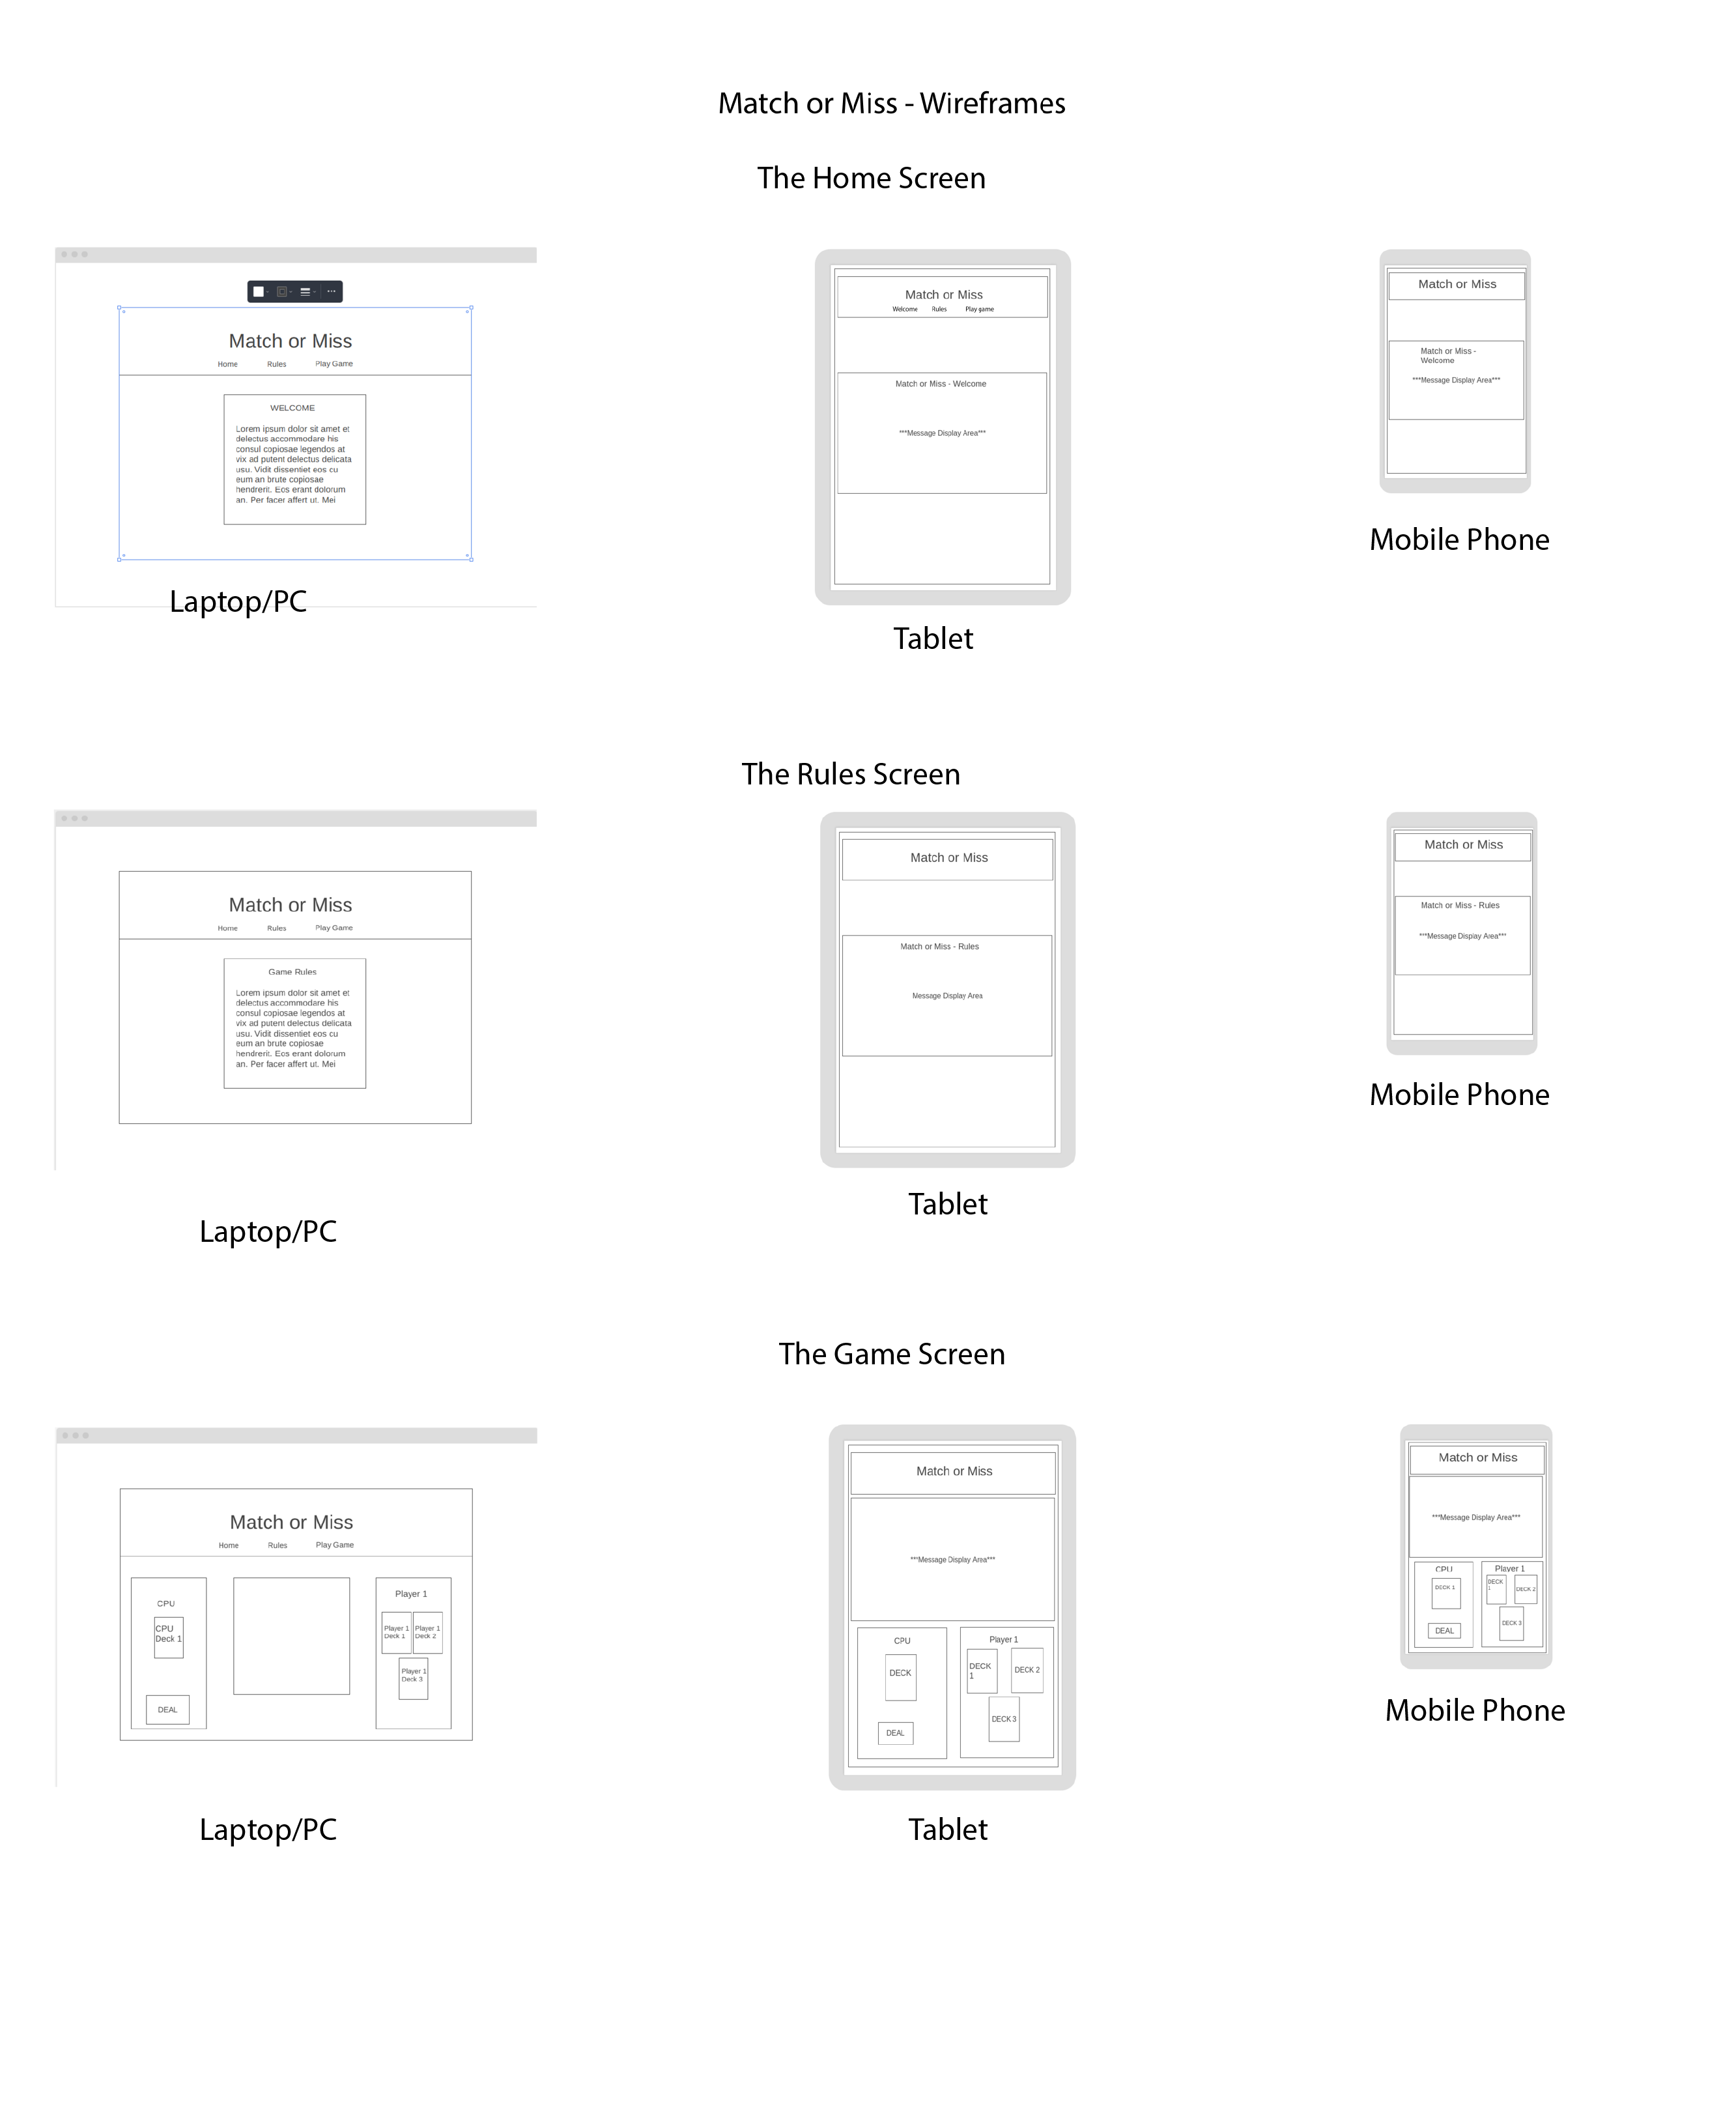 Match or Miss - Wireframes
The Home Screen
Match or Miss
Home Rules Play Game
WELCOME
Lorem ipsum dolor sit amet et
delectus accommodare his
consul copiosae legendos at
vix ad putent delectus delicata
usu. Vidit dissentiet eos cu
eum an brute copiosae
hendrerit. Eos erant dolorum
an. Per facer affert ut. Mei
Laptop/PC
Match or Miss
Welcome Rules Play game
Match or Miss - Welcome
***Message Display Area***
Tablet
Match or Miss
Match or Miss -
Welcome
***Message Display Area***
Mobile Phone
The Rules Screen
Match or Miss
Home Rules Play Game
Game Rules
Lorem ipsum dolor sit amet et
delectus accommodare his
consul copiosae legendos at
vix ad putent delectus delicata
usu. Vidit dissentiet eos cu
eum an brute copiosae
hendrerit. Eos erant dolorum
an. Per facer affert ut. Mei
Laptop/PC
Match or Miss
Match or Miss - Rules
Message Display Area
Tablet
Match or Miss
Match or Miss - Rules
***Message Display Area***
Mobile Phone
The Game Screen
Match or Miss
Home Rules Play Game
CPU
CPU
Deck 1
DEAL
Player 1
Player 1
Deck 1
Player 1
Deck 2
Player 1
Deck 3
Laptop/PC
Match or Miss
***Message Display Area***
CPU
DECK
DEAL
Player 1
DECK
1
DECK 2
DECK 3
Tablet
Match or Miss
***Message Display Area***
CPU
DECK 1
DEAL
Player 1
DECK
1
DECK 2
DECK 3
Mobile Phone